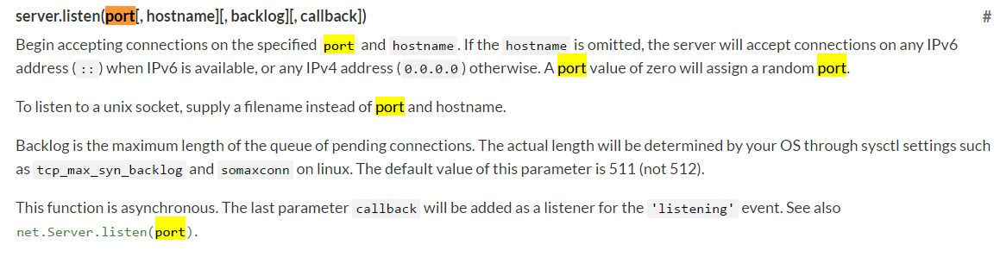 server.listen(port[, hostname][, backlog][, callback])
#
Begin accepting connections on the specified port and hostname. If the hostname is omitted, the server will accept connections on any IPv6
address (::) when IPv6 is available, or any IPv4 address (0.0.0.0) otherwise. A port value of zero will assign a random port.
To listen to a unix socket, supply a filename instead of port and hostname.
Backlog is the maximum length of the queue of pending connections. The actual length will be determined by your OS through sysctl settings such
as tcp_max_syn_backlog and somaxconn on linux. The default value of this parameter is 511 (not 512).
This function is asynchronous. The last parameter callback will be added as a listener for the 'listening' event. See also
net.Server.listen(port).